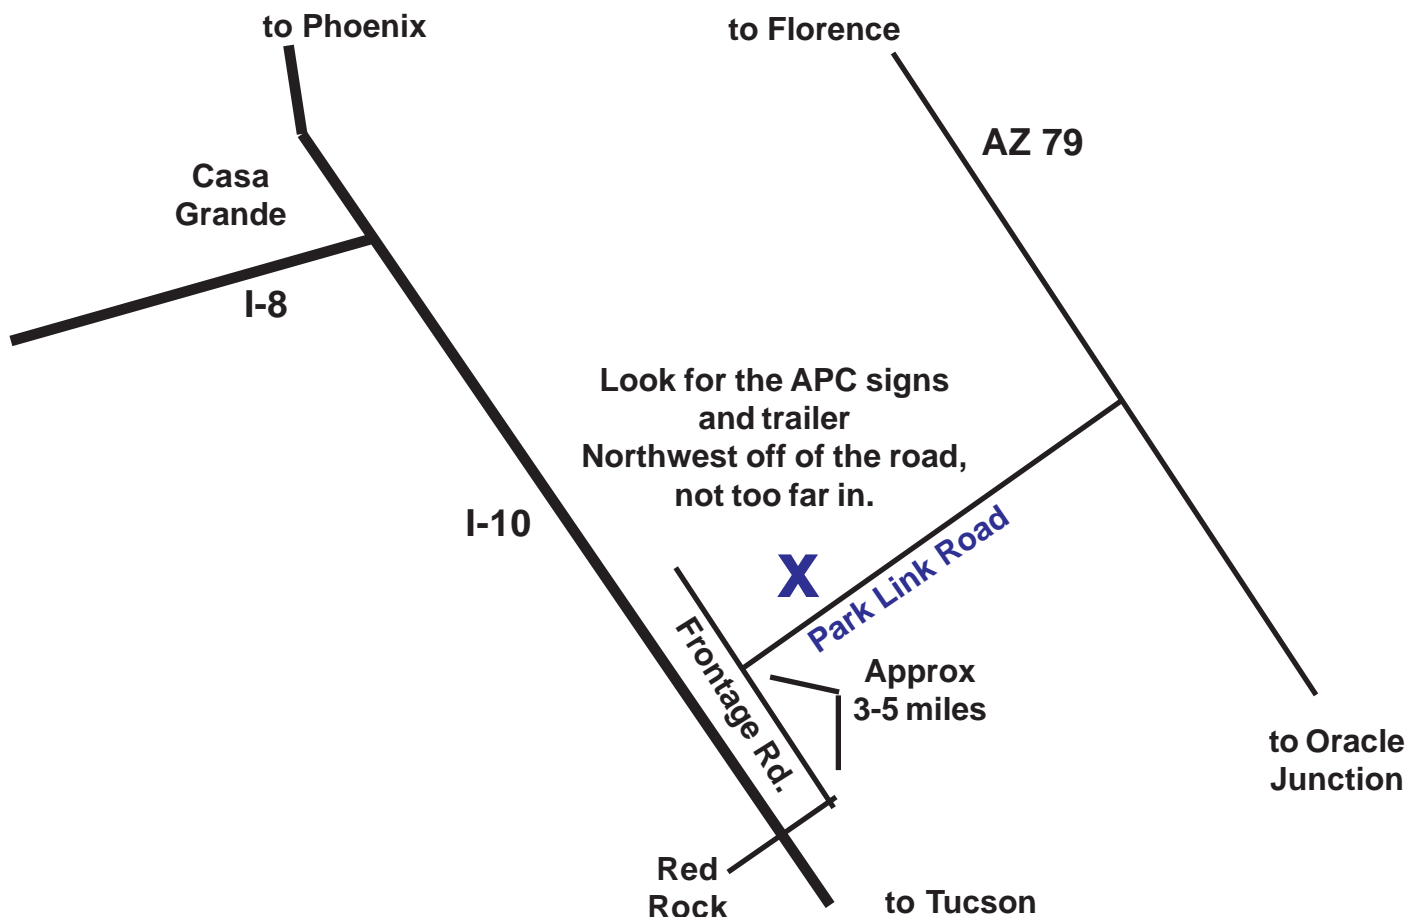 to Phoenix
to Florence
AZ 79
Casa
Grande
I-8
Look for the APC signs
and trailer
Northwest off of the road,
not too far in.
I-10
X
Park Link Road
Frontage Rd.
Approx
3-5 miles
to Oracle
Junction
Red
Rock
to Tucson